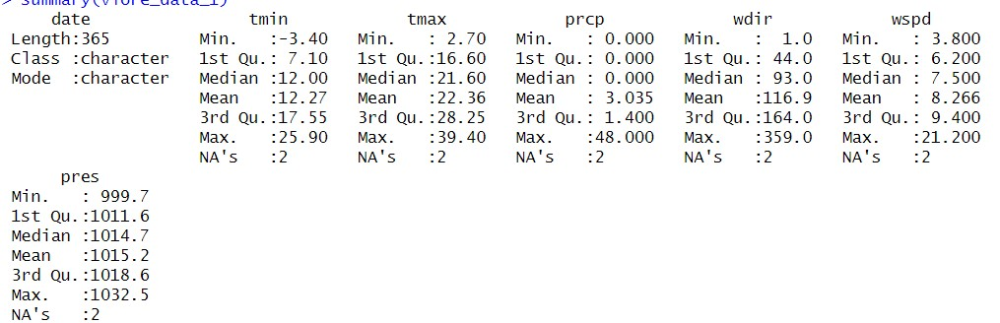 > summary(vfore_data_1)
     date                tmin            tmax            prcp             wdir            wspd
Length:365         Min.   :-3.40   Min.   : 2.70   Min.   : 0.000   Min.   :  1.0   Min.   : 3.800
Class :character   1st Qu.: 7.10   1st Qu.:16.60   1st Qu.: 0.000   1st Qu.: 44.0   1st Qu.: 6.200
Mode  :character   Median :12.00   Median :21.60   Median : 0.000   Median : 93.0   Median : 7.500
                   Mean   :12.27   Mean   :22.36   Mean   : 3.035   Mean   :116.9   Mean   : 8.266
                   3rd Qu.:17.55   3rd Qu.:28.25   3rd Qu.: 1.400   3rd Qu.:164.0   3rd Qu.: 9.400
                   Max.   :25.90   Max.   :39.40   Max.   :48.000   Max.   :359.0   Max.   :21.200
                   NA's   :2       NA's   :2       NA's   :2        NA's   :2       NA's   :2
     pres
Min.   : 999.7
1st Qu.:1011.6
Median :1014.7
Mean   :1015.2
3rd Qu.:1018.6
Max.   :1032.5
NA's   :2